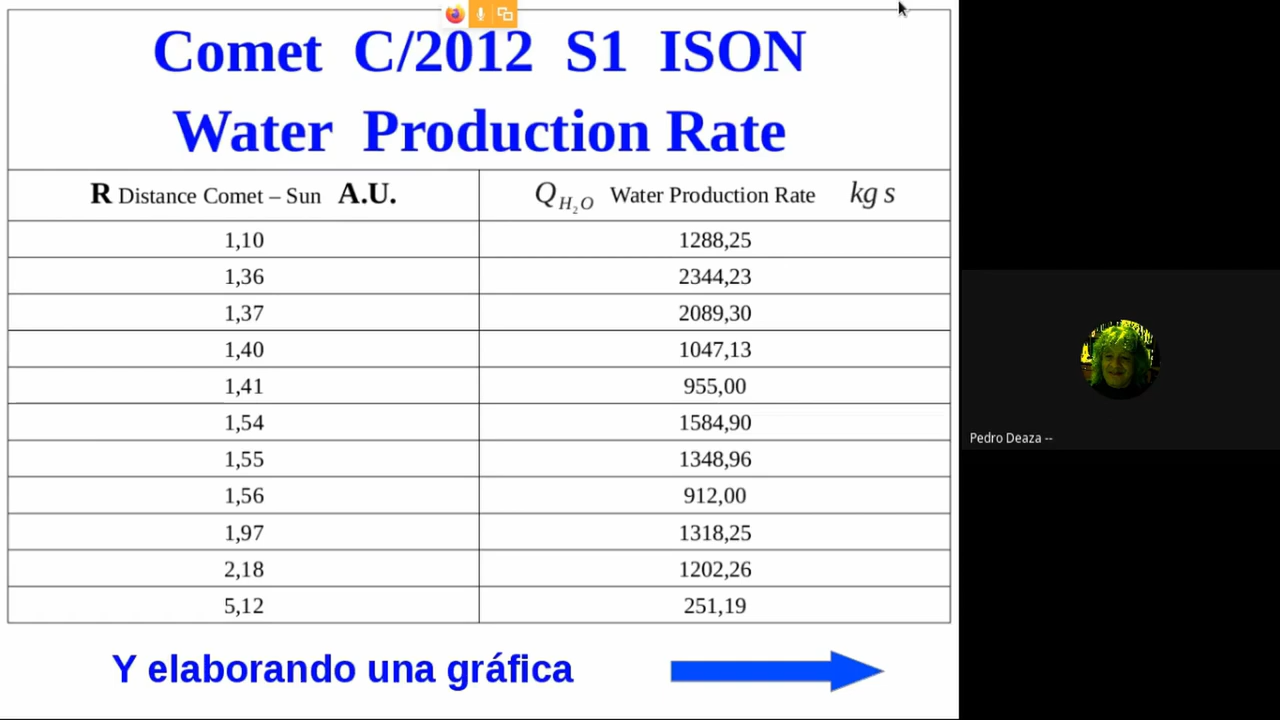 Comet C/2012 S1 ISON
Water Production Rate
R Distance Comet – Sun A.U.
Q H₂O Water Production Rate kg s
1,10 1288,25
1,36 2344,23
1,37 2089,30
1,40 1047,13
1,41 955,00
1,54 1584,90
1,55 1348,96
1,56 912,00
1,97 1318,25
2,18 1202,26
5,12 251,19
Y elaborando una gráfica
Pedro Deaza --